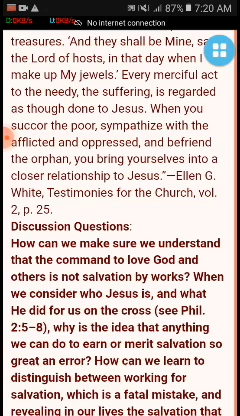 87% 7:20 AM
No internet connection
treasures. ‘And they shall be Mine, sa
the Lord of hosts, in that day when I
make up My jewels.’ Every merciful act
to the needy, the suffering, is regarded
as though done to Jesus. When you
succor the poor, sympathize with the
afflicted and oppressed, and befriend
the orphan, you bring yourselves into a
closer relationship to Jesus.”—Ellen G.
White, Testimonies for the Church, vol.
2, p. 25.
Discussion Questions:
How can we make sure we understand
that the command to love God and
others is not salvation by works? When
we consider who Jesus is, and what
He did for us on the cross (see Phil.
2:5–8), why is the idea that anything
we can do to earn or merit salvation so
great an error? How can we learn to
distinguish between working for
salvation, which is a fatal mistake, and
revealing in our lives the salvation that